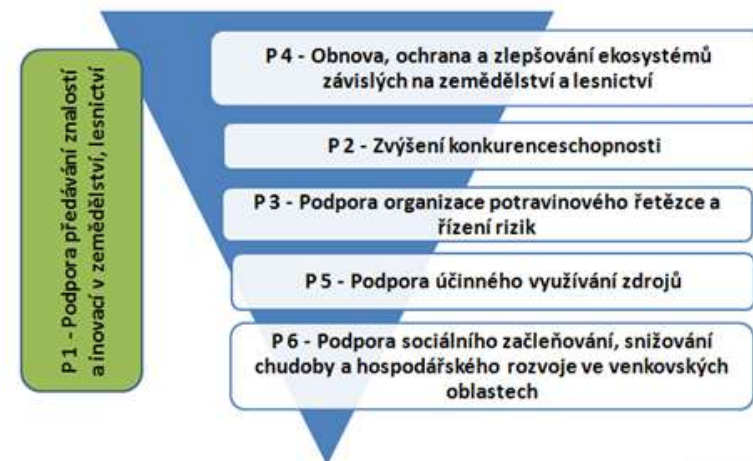 P 1 - Podpora předávání znalostí
a inovací v zemědělství, lesnictví
P 4 - Obnova, ochrana a zlepšování ekosystémů
závislých na zemědělství a lesnictví
P 2 - Zvýšení konkurenceschopnosti
P 3 - Podpora organizace potravinového řetězce a
řízení rizik
P 5 - Podpora účinného využívání zdrojů
P 6 - Podpora sociálního začleňování, snižování
chudoby a hospodářského rozvoje ve venkovských
oblastech